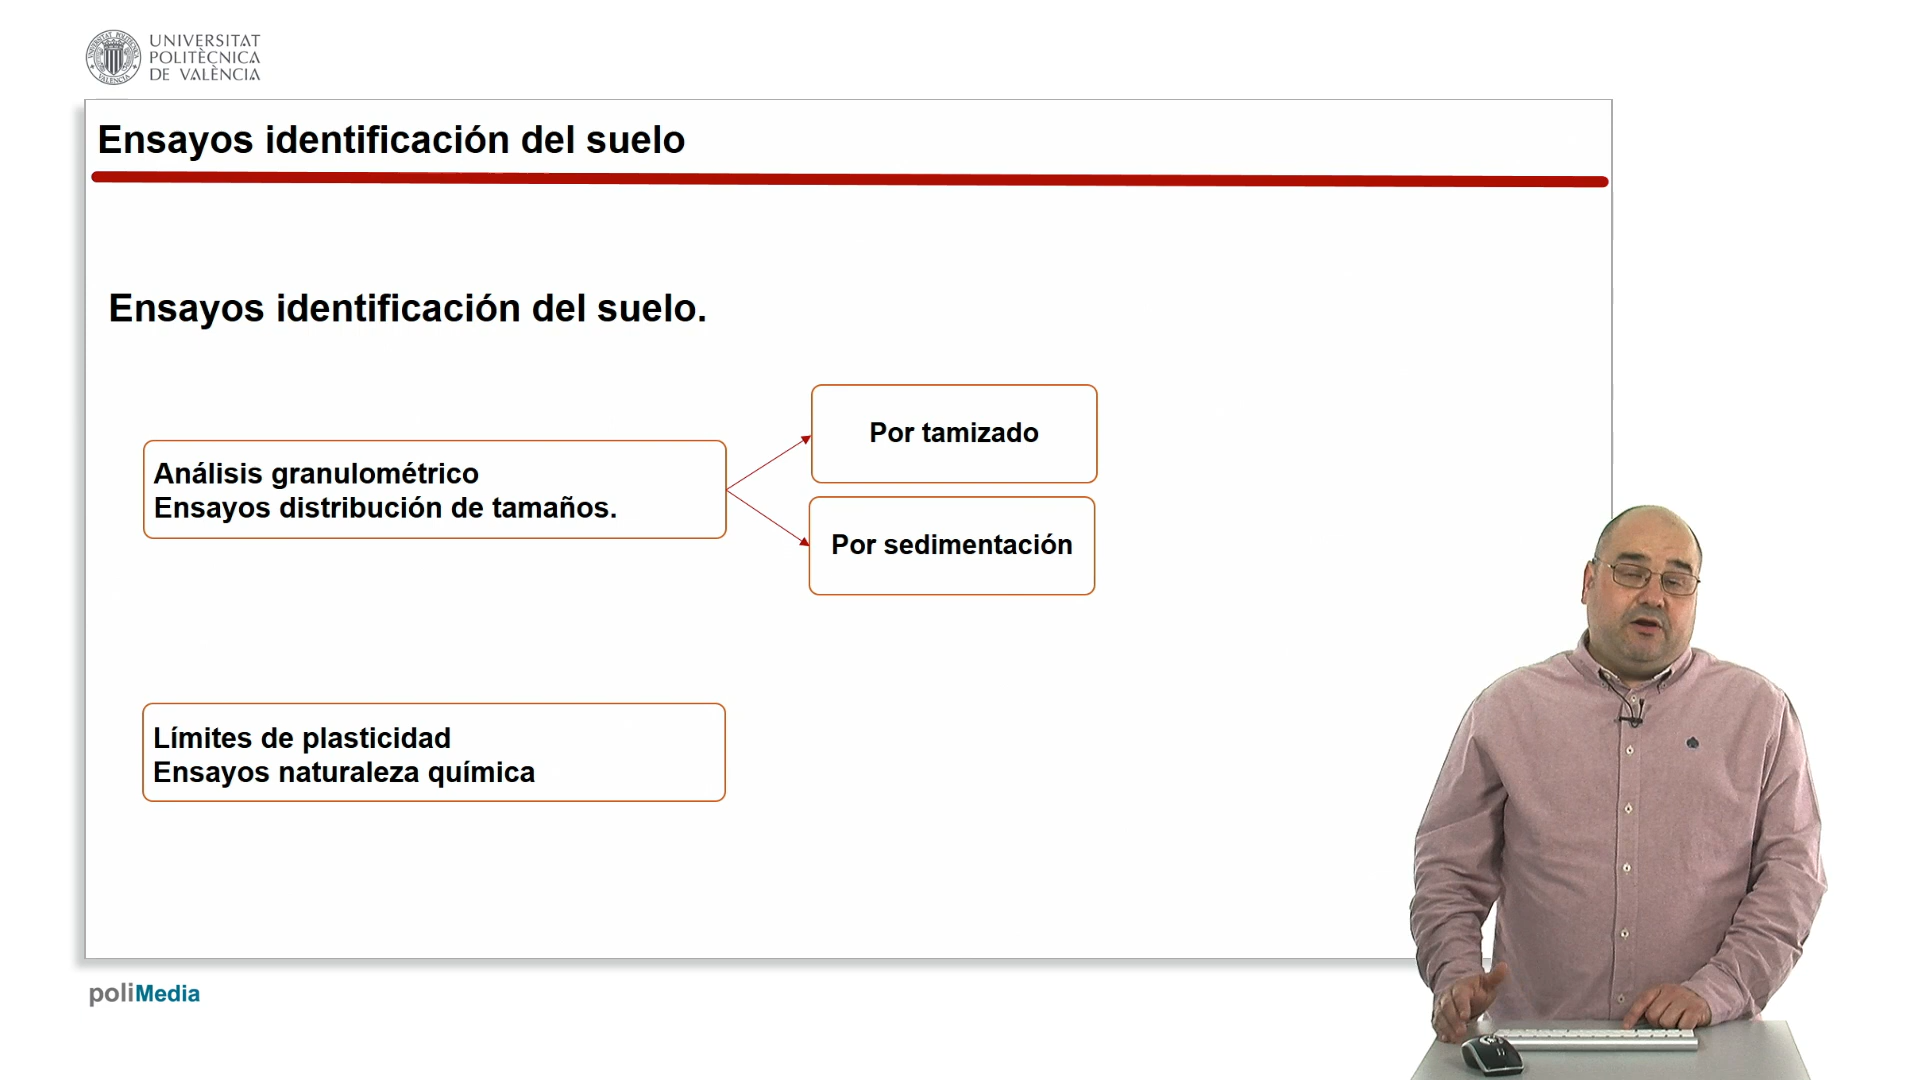 UNIVERSITAT
POLITÈCNICA
DE VALÈNCIA
Ensayos identificación del suelo
Ensayos identificación del suelo.
Análisis granulométrico
Ensayos distribución de tamaños.
Por tamizado
Por sedimentación
Límites de plasticidad
Ensayos naturaleza química
poliMedia